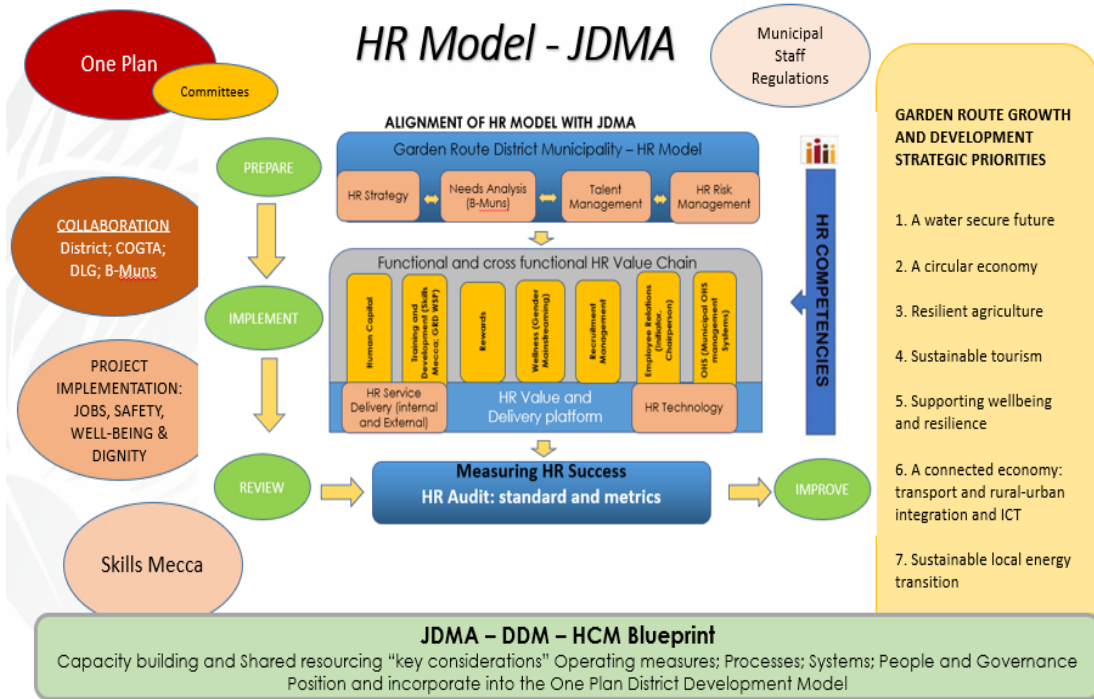 HR Model - JDMA
One Plan
Committees
Municipal
Staff
Regulations
COLLABORATION
District; COGTA;
DLG; B-Muns
PROJECT
IMPLEMENTATION:
JOBS, SAFETY,
WELL-BEING &
DIGNITY
Skills Mecca
PREPARE
IMPLEMENT
REVIEW
ALIGNMENT OF HR MODEL WITH JDMA
Garden Route District Municipality – HR Model
HR Strategy
Needs Analysis
(B-Muns)
Talent
Management
HR Risk
Management
Functional and cross functional HR Value Chain
Human Capital
Training and
Development (Skills
Mecca; GRD WSP)
Rewards
Wellness (Gender
Mainstreaming)
Recruitment
Management
Employee Relations
(Initiator,
Chairperson)
OHS (Municipal OHS
management
Systems)
HR Service
Delivery (internal
and External)
HR Value and
Delivery platform
HR Technology
Measuring HR Success
HR Audit: standard and metrics
IMPROVE
HR COMPETENCIES
GARDEN ROUTE GROWTH
AND DEVELOPMENT
STRATEGIC PRIORITIES
1. A water secure future
2. A circular economy
3. Resilient agriculture
4. Sustainable tourism
5. Supporting wellbeing
and resilience
6. A connected economy:
transport and rural-urban
integration and ICT
7. Sustainable local energy
transition
JDMA – DDM – HCM Blueprint
Capacity building and Shared resourcing “key considerations” Operating measures; Processes; Systems; People and Governance
Position and incorporate into the One Plan District Development Model